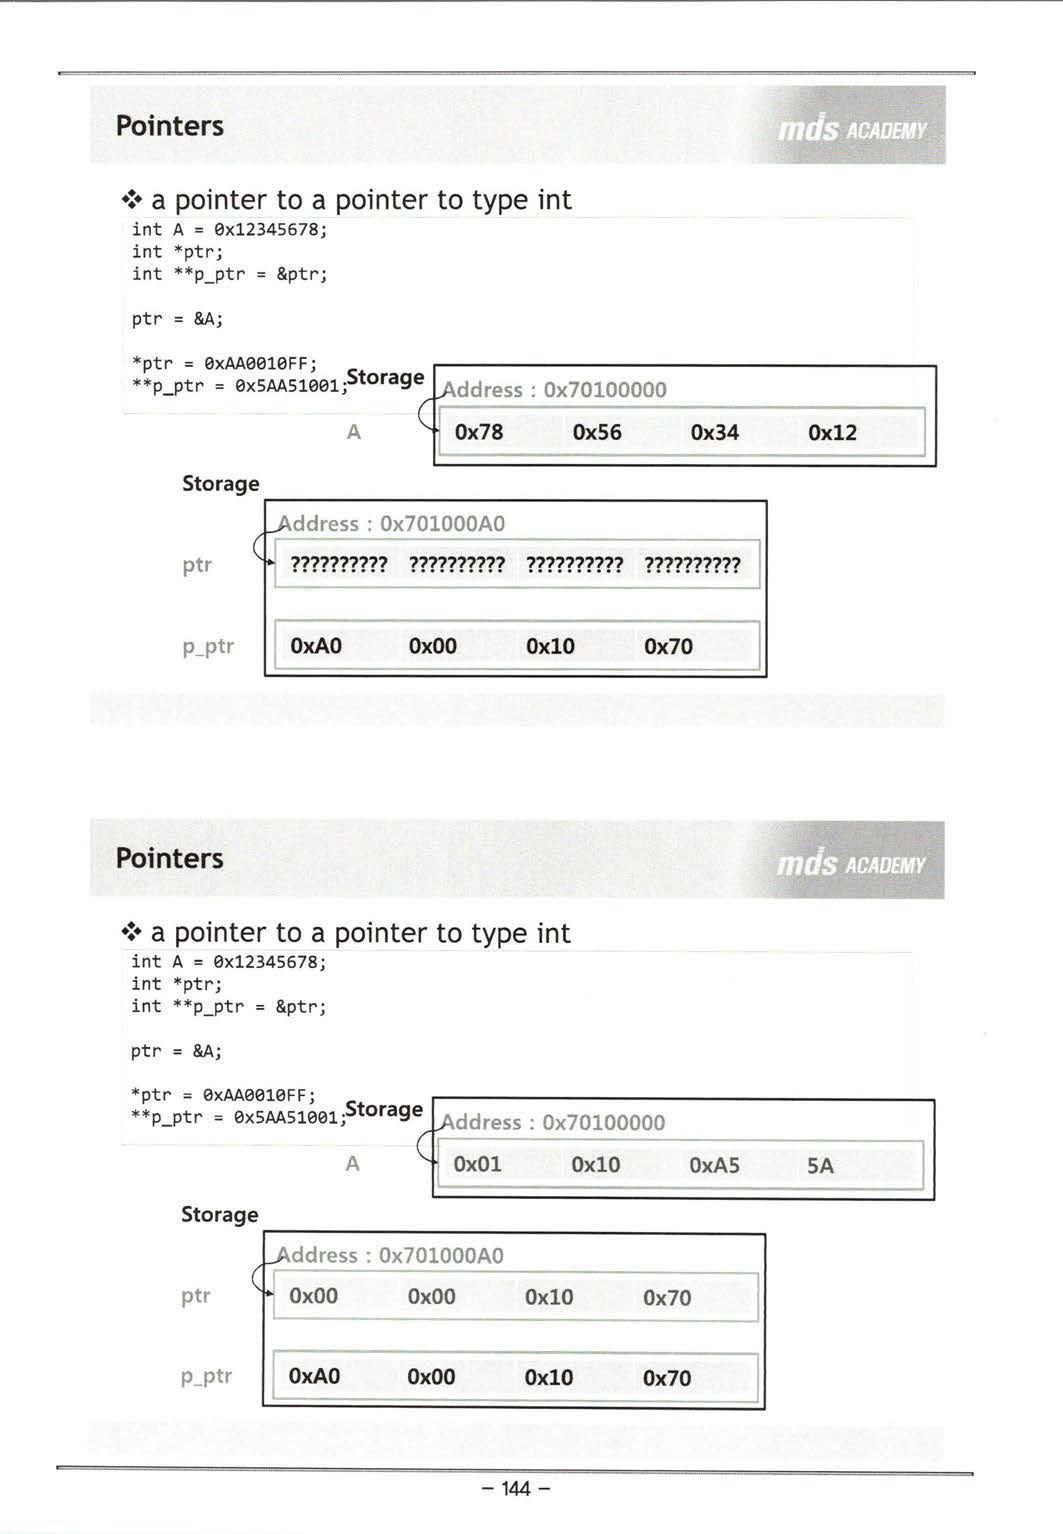 Pointers
mds ACADEMY
❖ a pointer to a pointer to type int
int A = 0x12345678;
int *ptr;
int **p_ptr = &ptr;
ptr = &A;
*ptr = 0xAA0010FF;
**p_ptr = 0x5AA51001;
Storage
Address : 0x70100000
A 0x78 0x56 0x34 0x12
Storage
Address : 0x701000A0
ptr ?????????? ?????????? ?????????? ??????????
p_ptr 0xA0 0x00 0x10 0x70
Pointers
mds ACADEMY
❖ a pointer to a pointer to type int
int A = 0x12345678;
int *ptr;
int **p_ptr = &ptr;
ptr = &A;
*ptr = 0xAA0010FF;
**p_ptr = 0x5AA51001;
Storage
Address : 0x70100000
A 0x01 0x10 0xA5 5A
Storage
Address : 0x701000A0
ptr 0x00 0x00 0x10 0x70
p_ptr 0xA0 0x00 0x10 0x70
– 144 –